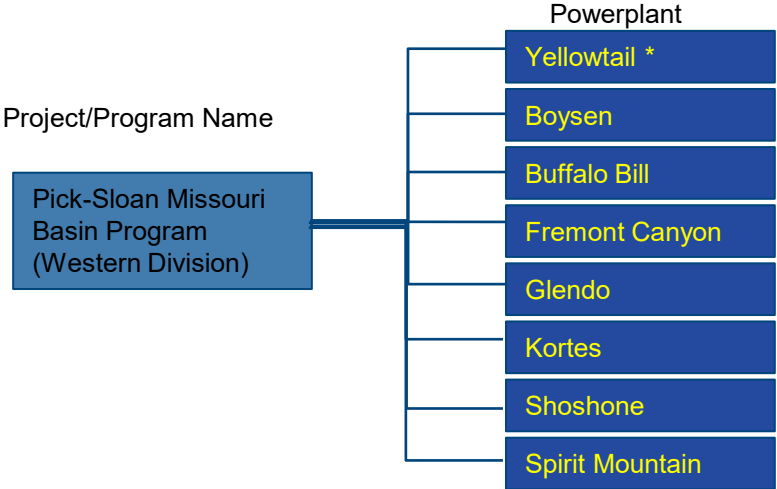 Powerplant
Yellowtail *
Project/Program Name
Boysen
Buffalo Bill
Pick-Sloan Missouri
Basin Program
(Western Division)
Fremont Canyon
Glendo
Kortes
Shoshone
Spirit Mountain